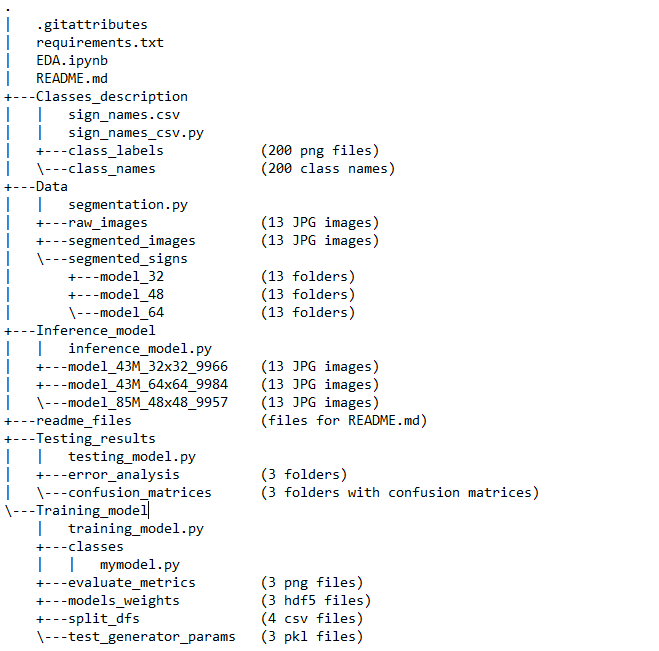 .
|   .gitattributes
|   requirements.txt
|   EDA.ipynb
|   README.md
+---Classes_description
|   |   sign_names.csv
|   |   sign_names_csv.py
|   +---class_labels            (200 png files)
|   \---class_names             (200 class names)
+---Data
|   |   segmentation.py
|   +---raw_images              (13 JPG images)
|   +---segmented_images        (13 JPG images)
|   \---segmented_signs
|       +---model_32            (13 folders)
|       +---model_48            (13 folders)
|       \---model_64            (13 folders)
+---Inference_model
|   |   inference_model.py
|   +---model_43M_32x32_9966    (13 JPG images)
|   +---model_43M_64x64_9984    (13 JPG images)
|   \---model_85M_48x48_9957    (13 JPG images)
+---readme_files                (files for README.md)
+---Testing_results
|   |   testing_model.py
|   +---error_analysis          (3 folders)
|   \---confusion_matrices      (3 folders with confusion matrices)
\---Training_model
    |   training_model.py
    +---classes
    |   |   mymodel.py
    +---evaluate_metrics        (3 png files)
    +---models_weights          (3 hdf5 files)
    +---split_dfs               (4 csv files)
    \---test_generator_params   (3 pkl files)